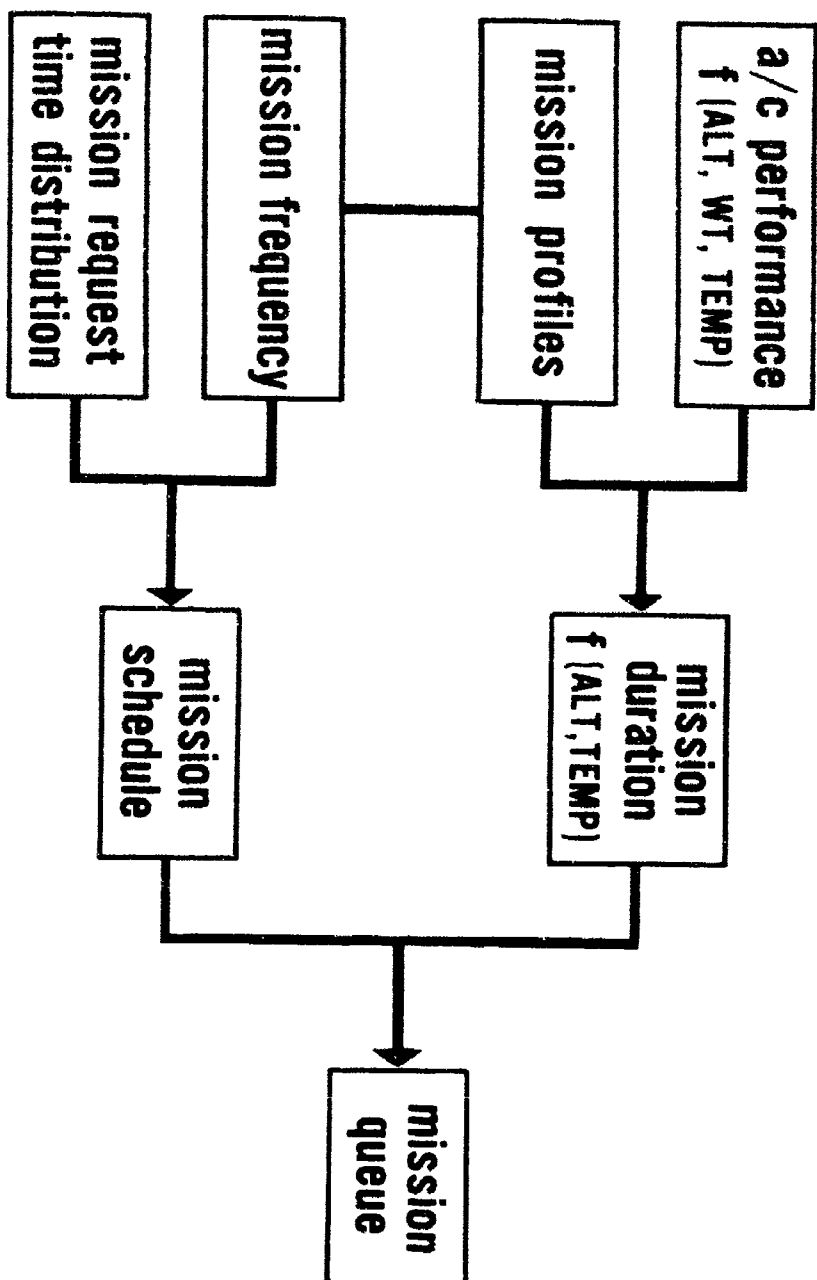 a/c performance
f (ALT, WT, TEMP)
mission profiles
mission frequency
mission request
time distribution
mission
duration
f (ALT,TEMP)
mission
schedule
mission
queue